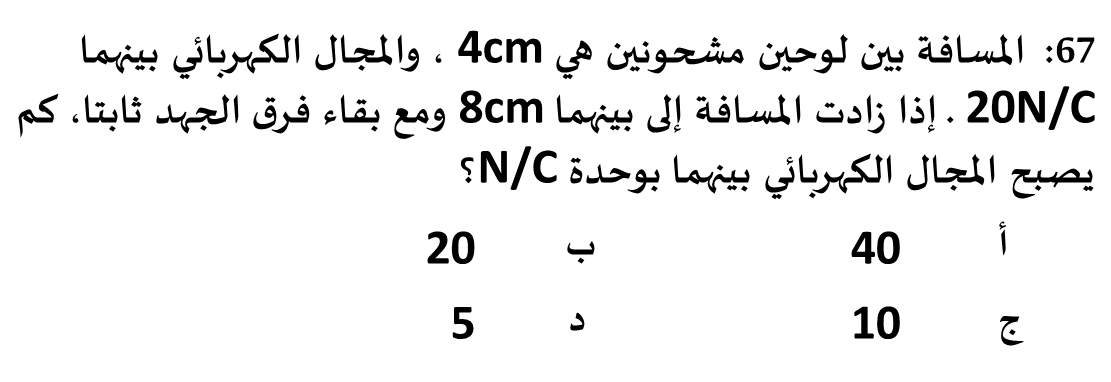 67: المسافة بين لوحين مشحونين هي 4cm ، والمجال الكهربائي بينهما
20N/C . إذا زادت المسافة إلى بينهما 8cm ومع بقاء فرق الجهد ثابتا، كم
يصبح المجال الكهربائي بينهما بوحدة N/C؟
أ 40 ب 20
ج 10 د 5